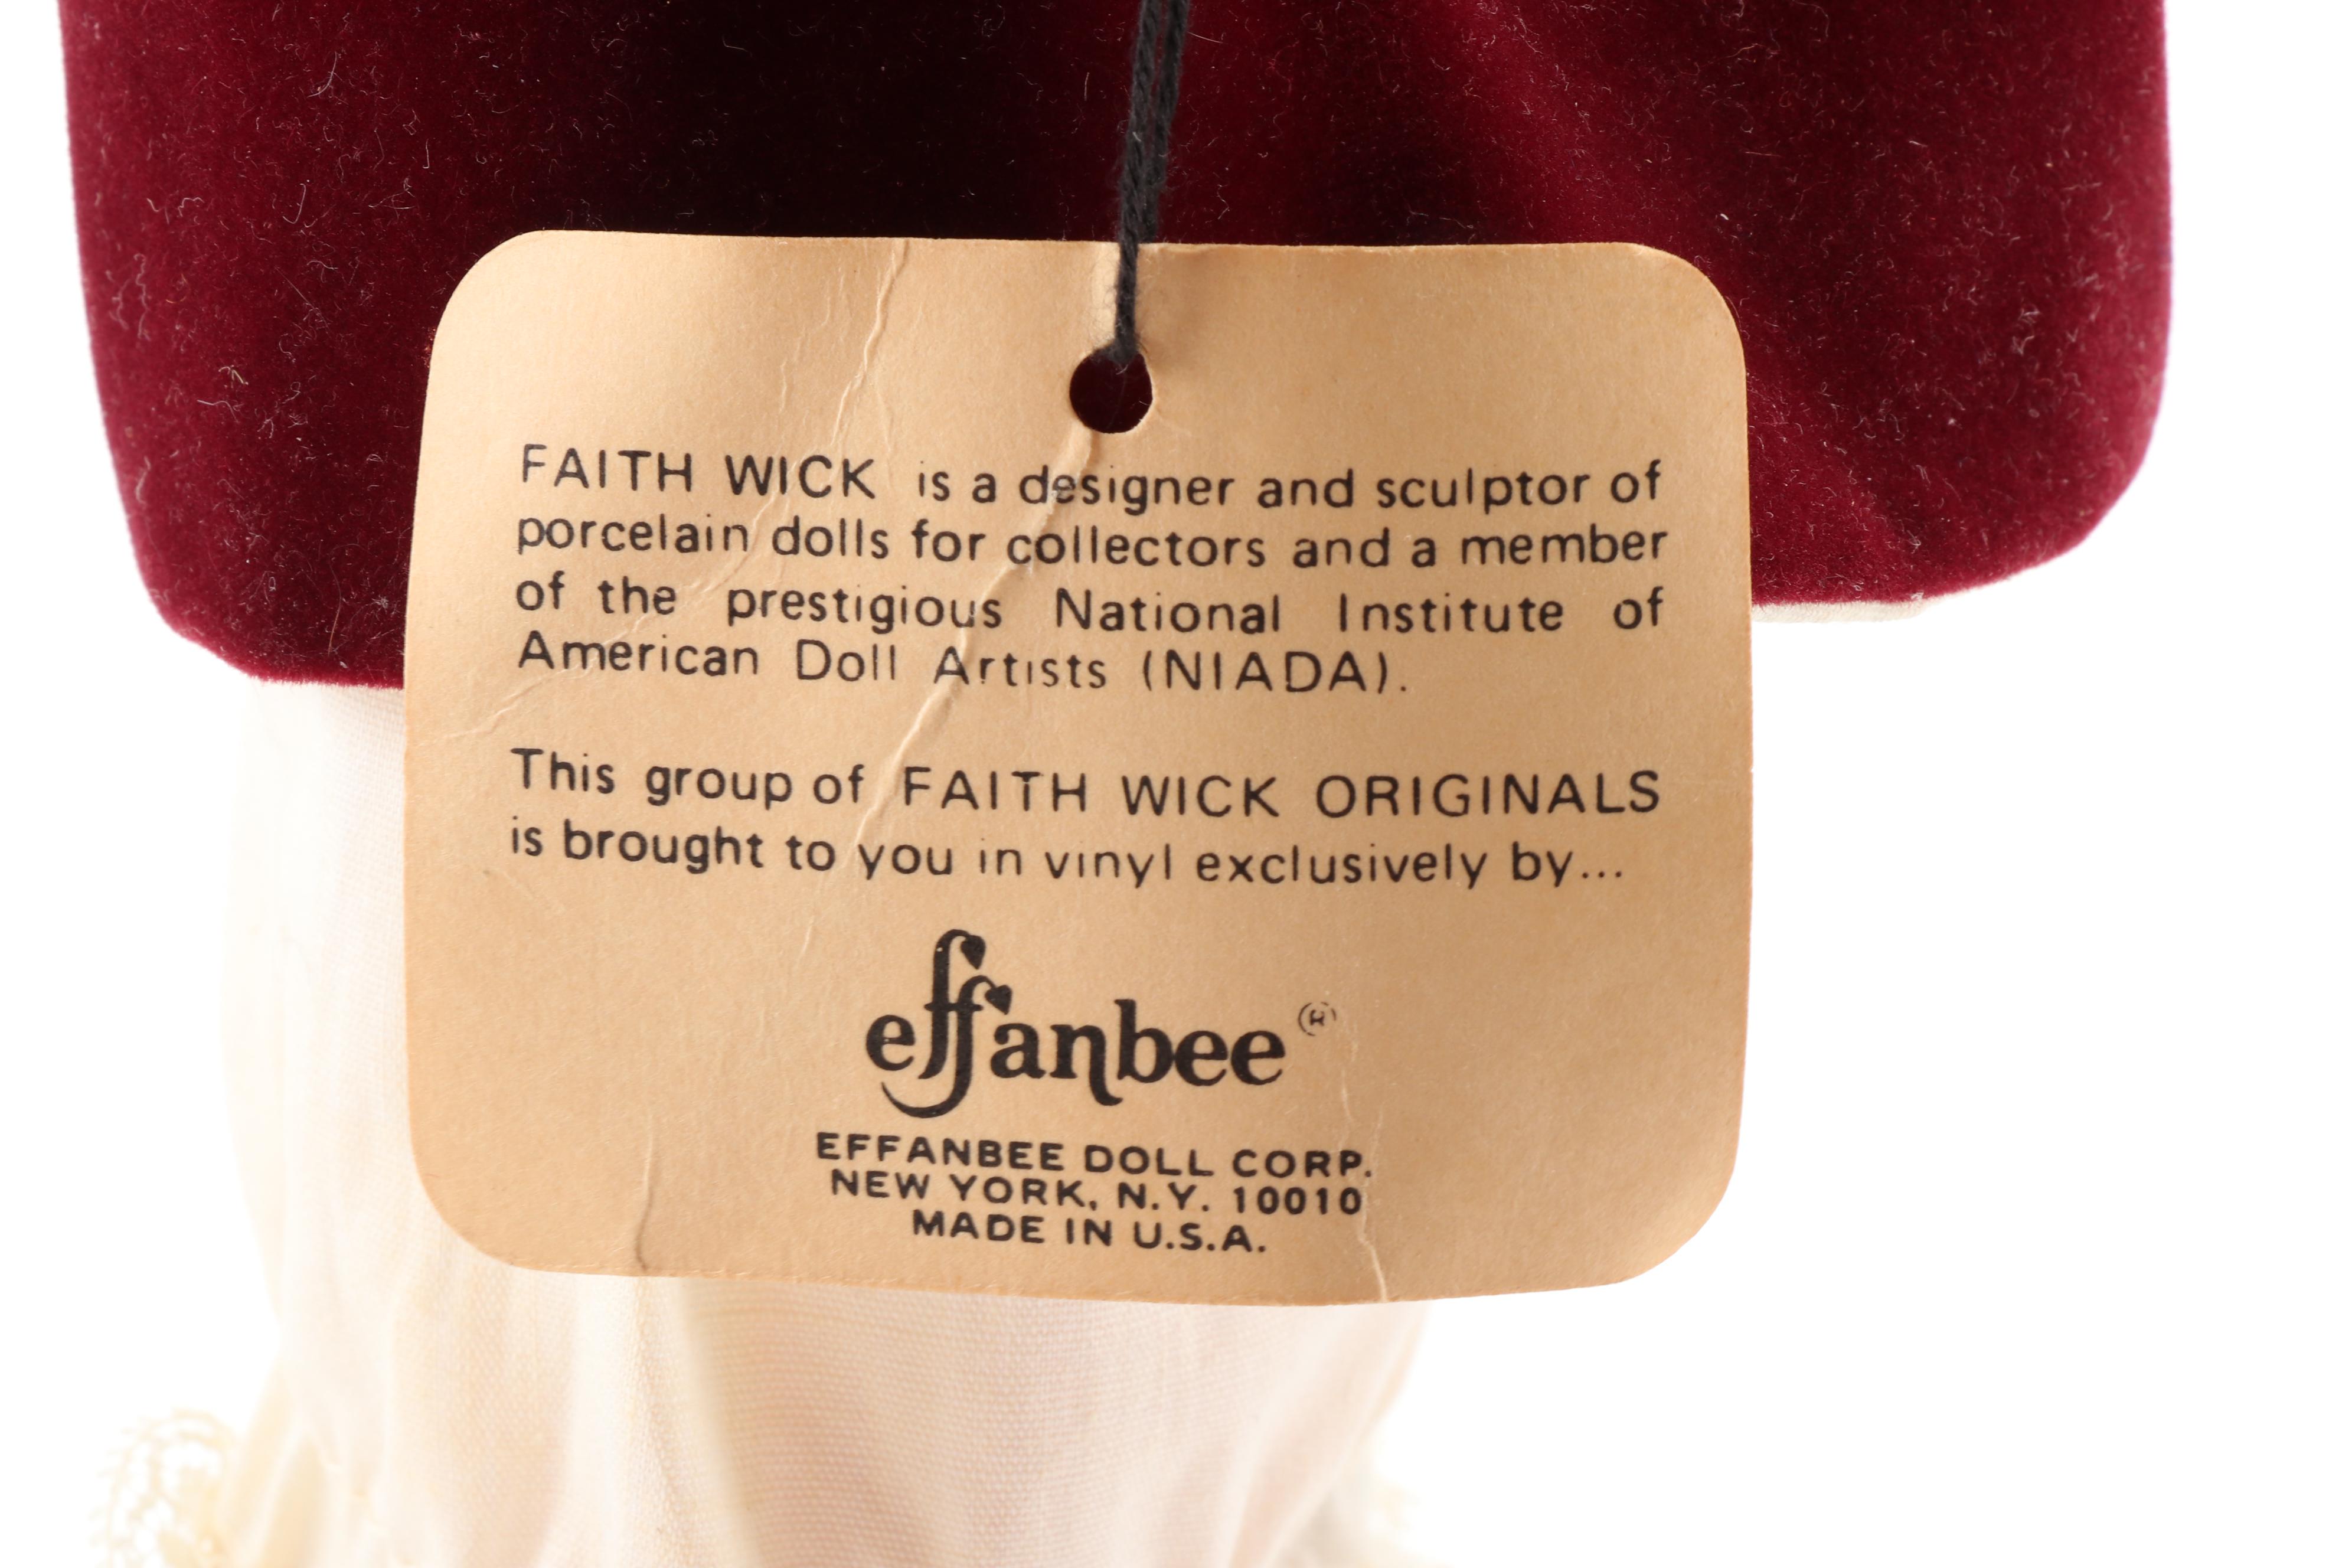 FAITH WICK is a designer and sculptor of
porcelain dolls for collectors and a member
of the prestigious National Institute of
American Doll Artists (NIADA).
This group of FAITH WICK ORIGINALS
is brought to you in vinyl exclusively by...
effanbee ®
EFFANBEE DOLL CORP.
NEW YORK, N.Y. 10010
MADE IN U.S.A.